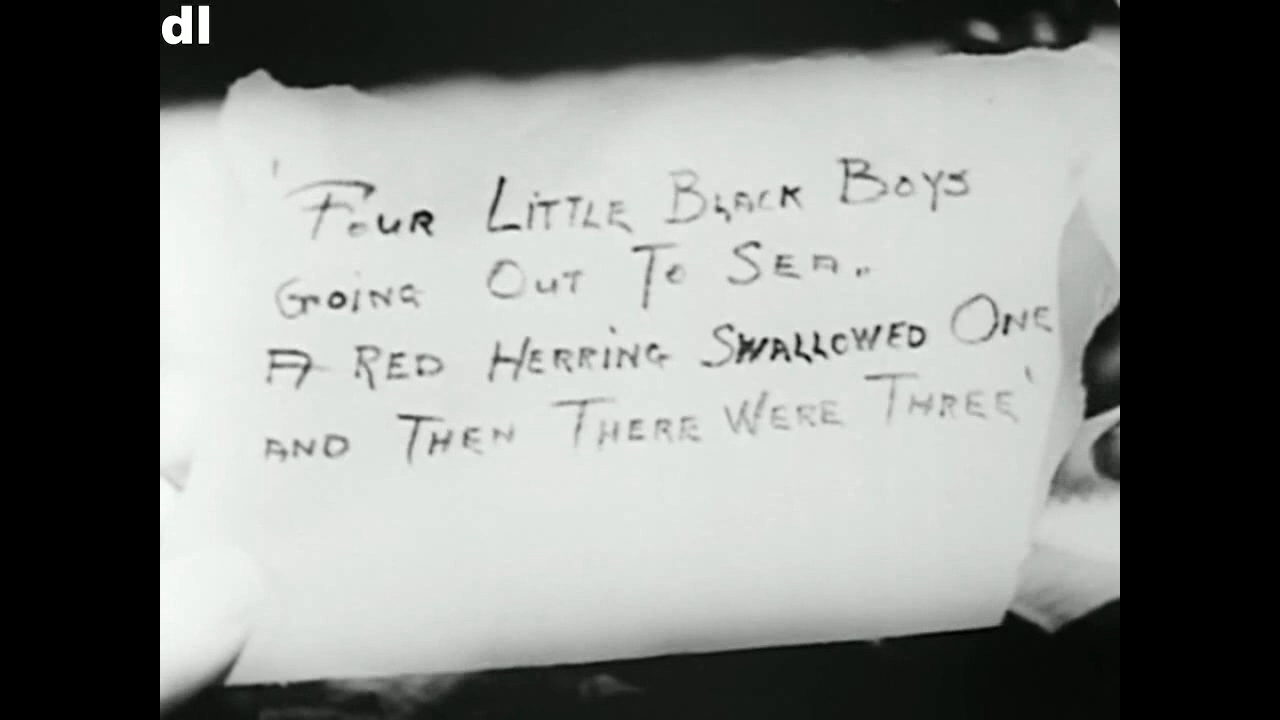 dl
'Four Little Black Boys
Going Out To Sea..
A Red Herring Swallowed One
and Then There Were Three'